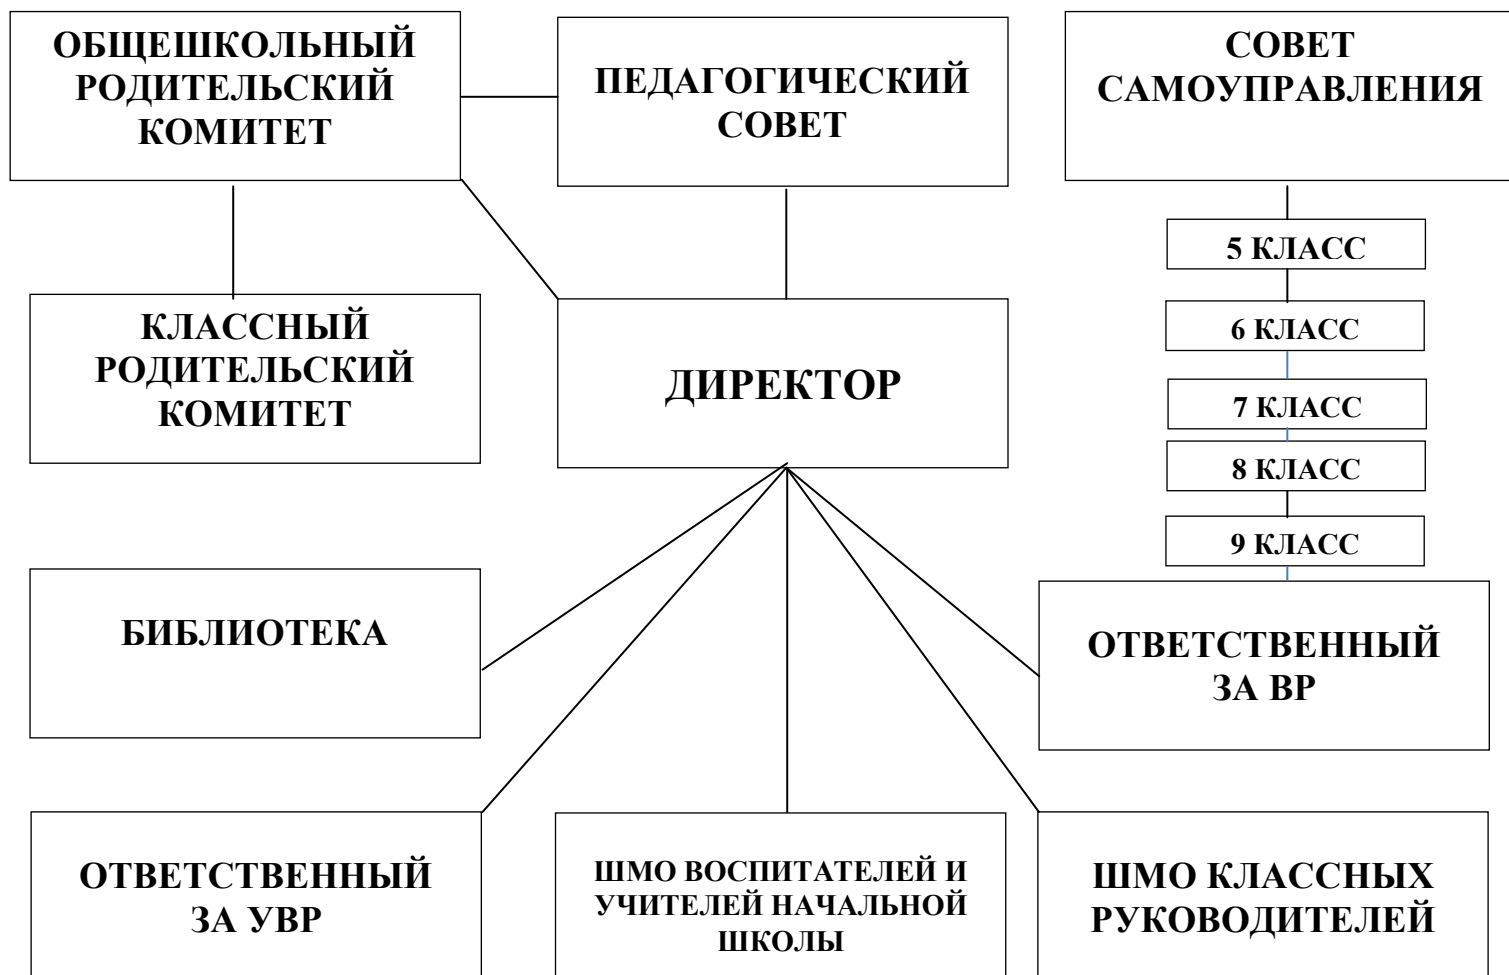 ОБЩЕШКОЛЬНЫЙ
РОДИТЕЛЬСКИЙ
КОМИТЕТ
ПЕДАГОГИЧЕСКИЙ
СОВЕТ
СОВЕТ
САМОУПРАВЛЕНИЯ
5 КЛАСС
6 КЛАСС
7 КЛАСС
8 КЛАСС
9 КЛАСС
КЛАССНЫЙ
РОДИТЕЛЬСКИЙ
КОМИТЕТ
ДИРЕКТОР
БИБЛИОТЕКА
ОТВЕТСТВЕННЫЙ
ЗА ВР
ОТВЕТСТВЕННЫЙ
ЗА УВР
ШМО ВОСПИТАТЕЛЕЙ И
УЧИТЕЛЕЙ НАЧАЛЬНОЙ
ШКОЛЫ
ШМО КЛАССНЫХ
РУКОВОДИТЕЛЕЙ